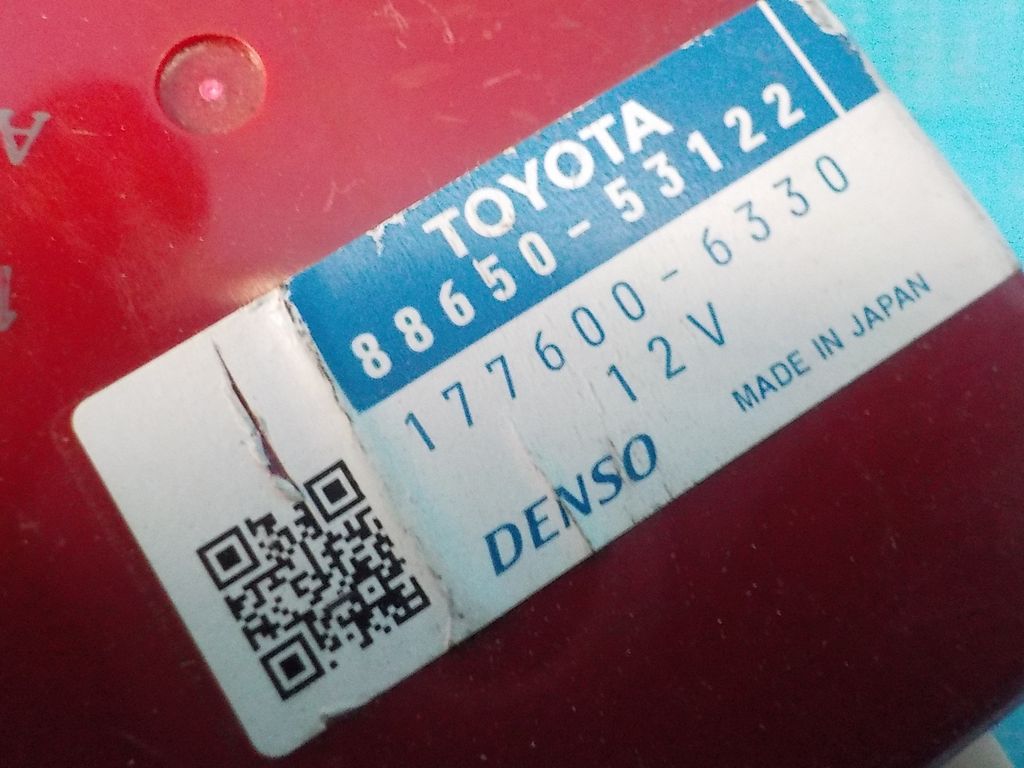 TOYOTA
88650-53122
177600-6330
12V
DENSO
MADE IN JAPAN
A